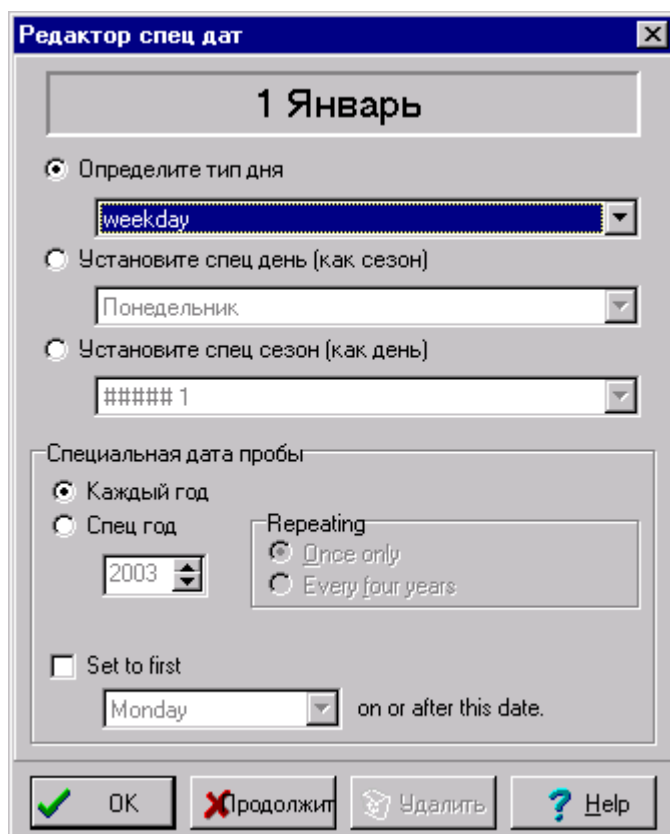 Редактор спец дат
1 Январь
Определите тип дня
weekday
Установите спец день (как сезон)
Понедельник
Установите спец сезон (как день)
##### 1
Специальная дата пробы
Каждый год
Спец год
Repeating
2003
Once only
Every four years
Set to first
Monday
on or after this date.
OK
Продолжит
Удалить
Help